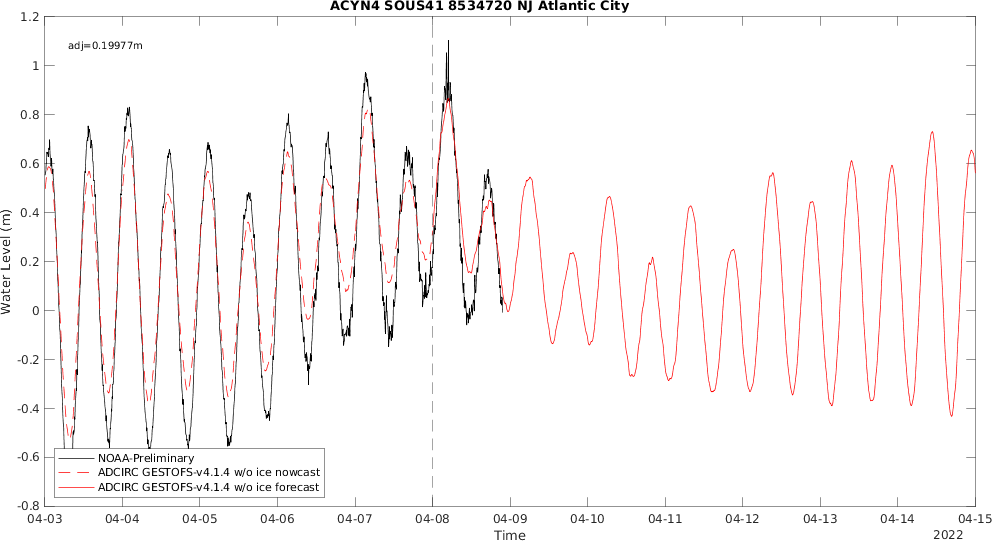 ACYN4 SOUS41 8534720 NJ Atlantic City
adj=0.19977m
1.2
1
0.8
0.6
0.4
0.2
0
-0.2
-0.4
-0.6
-0.8
Water Level (m)
NOAA-Preliminary
ADCIRC GESTOFS-v4.1.4 w/o ice nowcast
ADCIRC GESTOFS-v4.1.4 w/o ice forecast
04-03 04-04 04-05 04-06 04-07 04-08 04-09 04-10 04-11 04-12 04-13 04-14 04-15
Time
2022